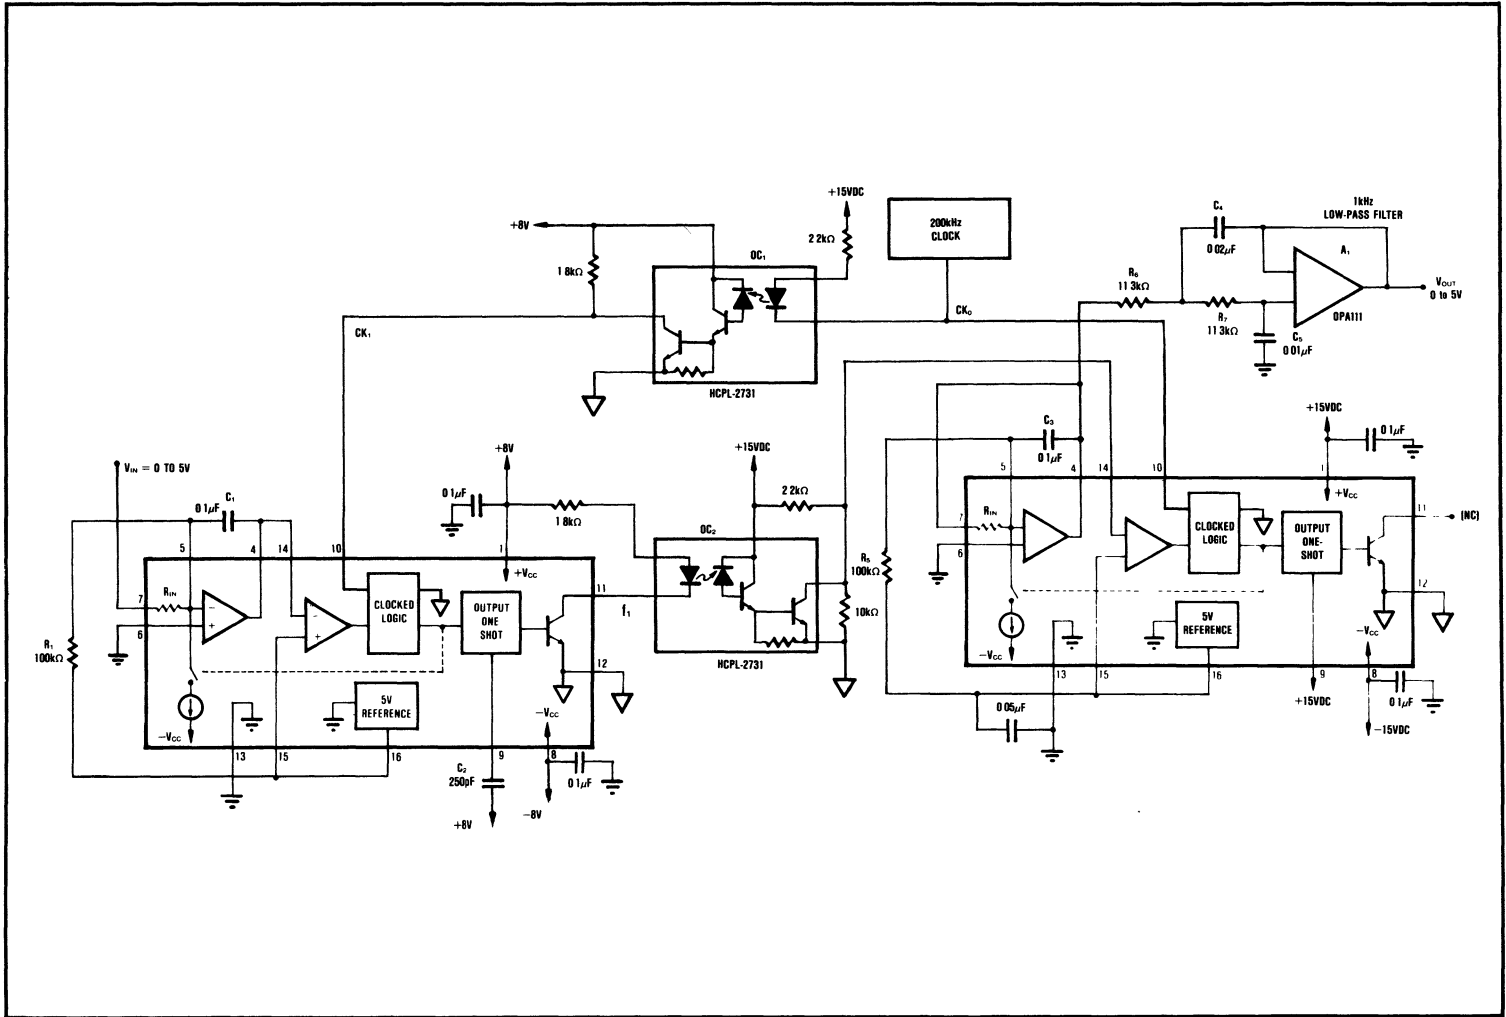 +15VDC
200kHz
CLOCK
1kHz
LOW-PASS FILTER
C₄
0 02µF
A₁
+8V
2 2kΩ
OC₁
1 8kΩ
R₆
11 3kΩ
VOUT
0 to 5V
R₇
11 3kΩ
OPA111
C₅
0 01µF
CK₁
CK₀
HCPL-2731
+15VDC
0 1µF
C₃
0 1µF
+8V
+15VDC
VIN = 0 TO 5V
C₁
0 1µF
0 1µF
1 8kΩ
2 2kΩ
OC₂
5
4
14
10
1
5
4
14
10
1
+VCC
+VCC
RIN
7
6
CLOCKED
LOGIC
OUTPUT
ONE-
SHOT
11
(NC)
12
R₅
100kΩ
7
6
RIN
−
+
+
+
CLOCKED
LOGIC
OUTPUT
ONE
SHOT
11
f₁
12
10kΩ
HCPL-2731
R₁
100kΩ
5V
REFERENCE
−VCC
−VCC
5V
REFERENCE
−VCC
−VCC
13
15
16
9
8
0 05µF
+15VDC
0 1µF
−15VDC
13
15
16
9
8
C₂
250pF
0 1µF
+8V
−8V